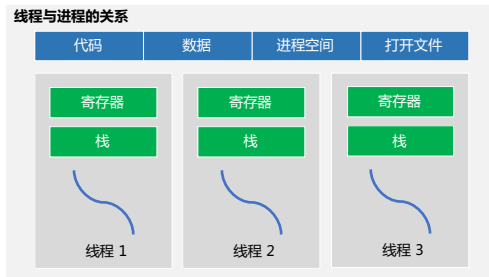 线程与进程的关系
代码 数据 进程空间 打开文件
寄存器 寄存器 寄存器
栈 栈 栈
线程 1 线程 2 线程 3